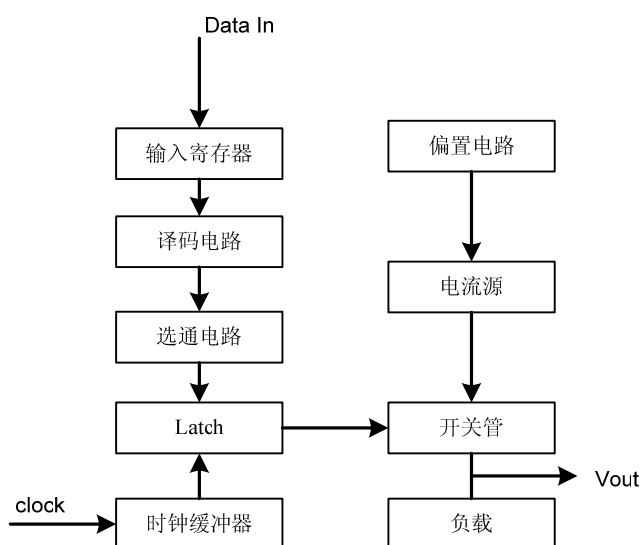 Data In
输入寄存器
偏置电路
译码电路
电流源
选通电路
Latch
开关管
clock
时钟缓冲器
Vout
负载